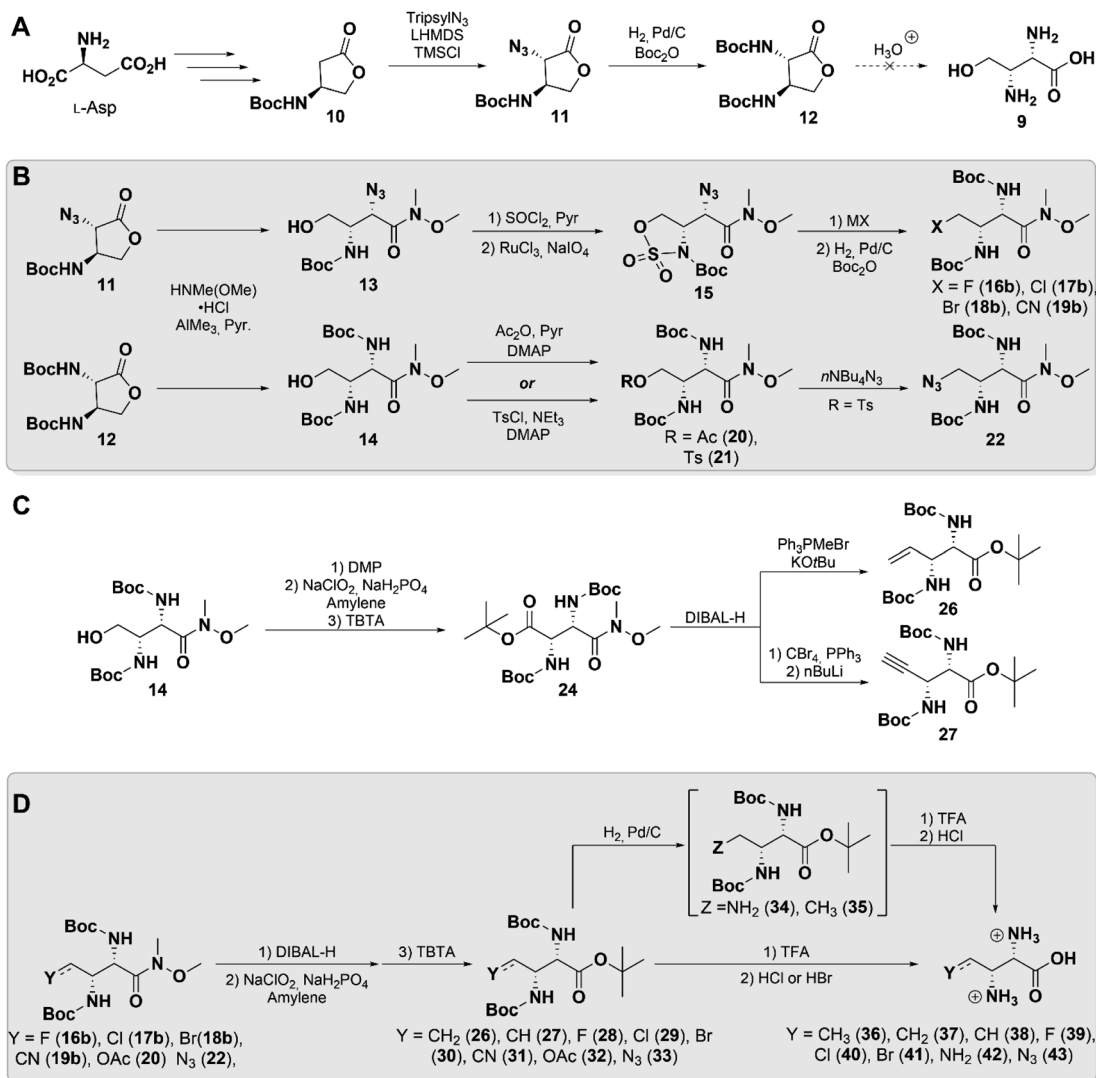 A
NH2
HO2C
CO2H
L-Asp
O
O
BocHN
10
TripsylN3
LHMDS
TMSCl
N3
O
O
BocHN
11
H2, Pd/C
Boc2O
BocHN
O
O
BocHN
12
H3O⊕
NH2
HO
OH
NH2
O
9
B
N3
O
O
BocHN
11
HNMe(OMe)
•HCl
AlMe3, Pyr.
BocHN
O
O
BocHN
12
N3
HO
N
O
NH
O
Boc
13
1) SOCl2, Pyr
2) RuCl3, NaIO4
N3
O
N
O
S
N
O
O
O
Boc
15
1) MX
2) H2, Pd/C
Boc2O
Boc
NH
X
N
O
NH
O
Boc
X = F (16b), Cl (17b),
Br (18b), CN (19b)
Boc
NH
HO
N
O
NH
O
Boc
14
Ac2O, Pyr
DMAP
or
TsCl, NEt3
DMAP
Boc
NH
RO
N
O
NH
O
Boc
R = Ac (20),
Ts (21)
nNBu4N3
R = Ts
Boc
NH
N3
N
O
NH
O
Boc
22
C
Boc
NH
HO
N
O
NH
O
Boc
14
1) DMP
2) NaClO2, NaH2PO4
Amylene
3) TBTA
O
HN
Boc
O
N
O
NH
O
Boc
24
DIBAL-H
Ph3PMeBr
KOtBu
1) CBr4, PPh3
2) nBuLi
Boc
NH
O
NH
O
Boc
26
Boc
NH
O
NH
O
Boc
27
D
Boc
NH
Y
N
O
NH
O
Boc
Y = F (16b), Cl (17b), Br(18b),
CN (19b), OAc (20) N3 (22),
1) DIBAL-H
2) NaClO2, NaH2PO4
Amylene
3) TBTA
Boc
NH
Y
O
NH
O
Boc
Y = CH2 (26), CH (27), F (28), Cl (29), Br
(30), CN (31), OAc (32), N3 (33)
H2, Pd/C
Boc
NH
Z
O
NH
O
Boc
Z =NH2 (34), CH3 (35)
1) TFA
2) HCl
1) TFA
2) HCl or HBr
⊕NH3
Y
OH
⊕NH3
O
Y = CH3 (36), CH2 (37), CH (38), F (39),
Cl (40), Br (41), NH2 (42), N3 (43)